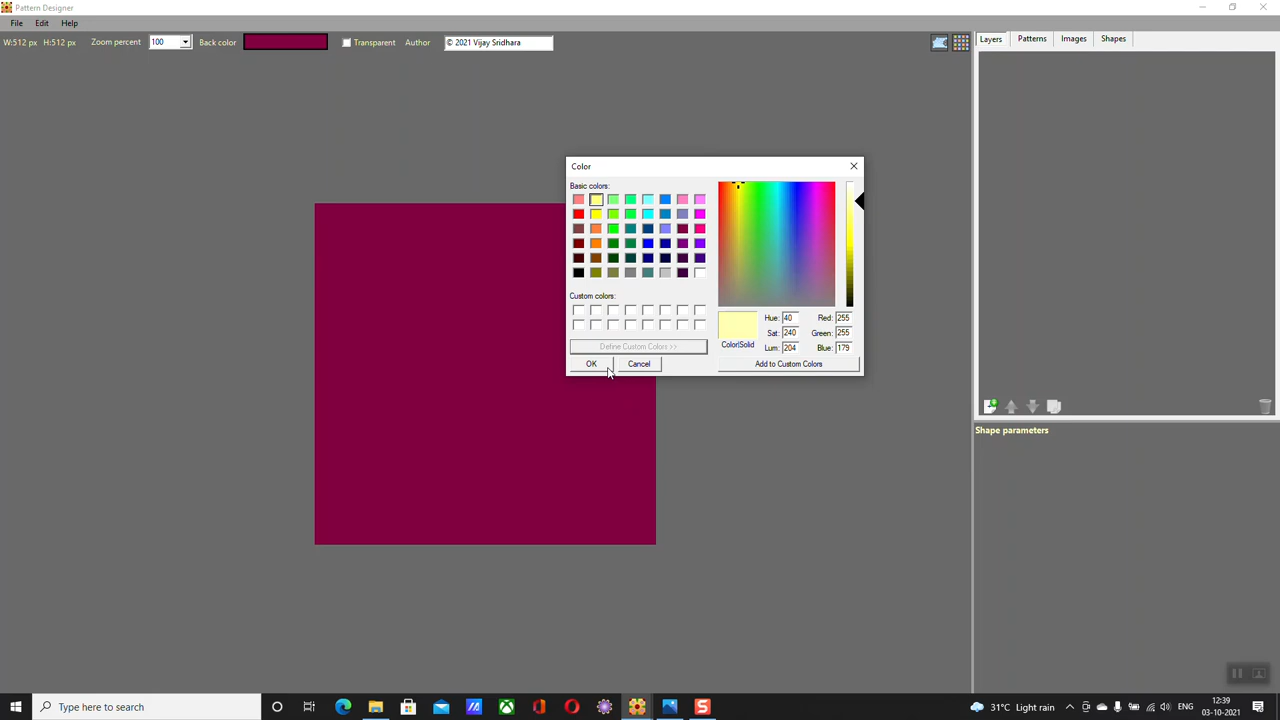 Pattern Designer
File Edit Help
W:512 px H:512 px Zoom percent 100 Back color Transparent Author © 2021 Vijay Sridhara
Layers Patterns Images Shapes
Color
Basic colors:
Custom colors:
Define Custom Colors >>
OK Cancel
Color|Solid
Hue: 40 Red: 255
Sat: 240 Green: 255
Lum: 204 Blue: 179
Add to Custom Colors
Shape parameters
Type here to search
31°C Light rain
ENG
12:39
03-10-2021